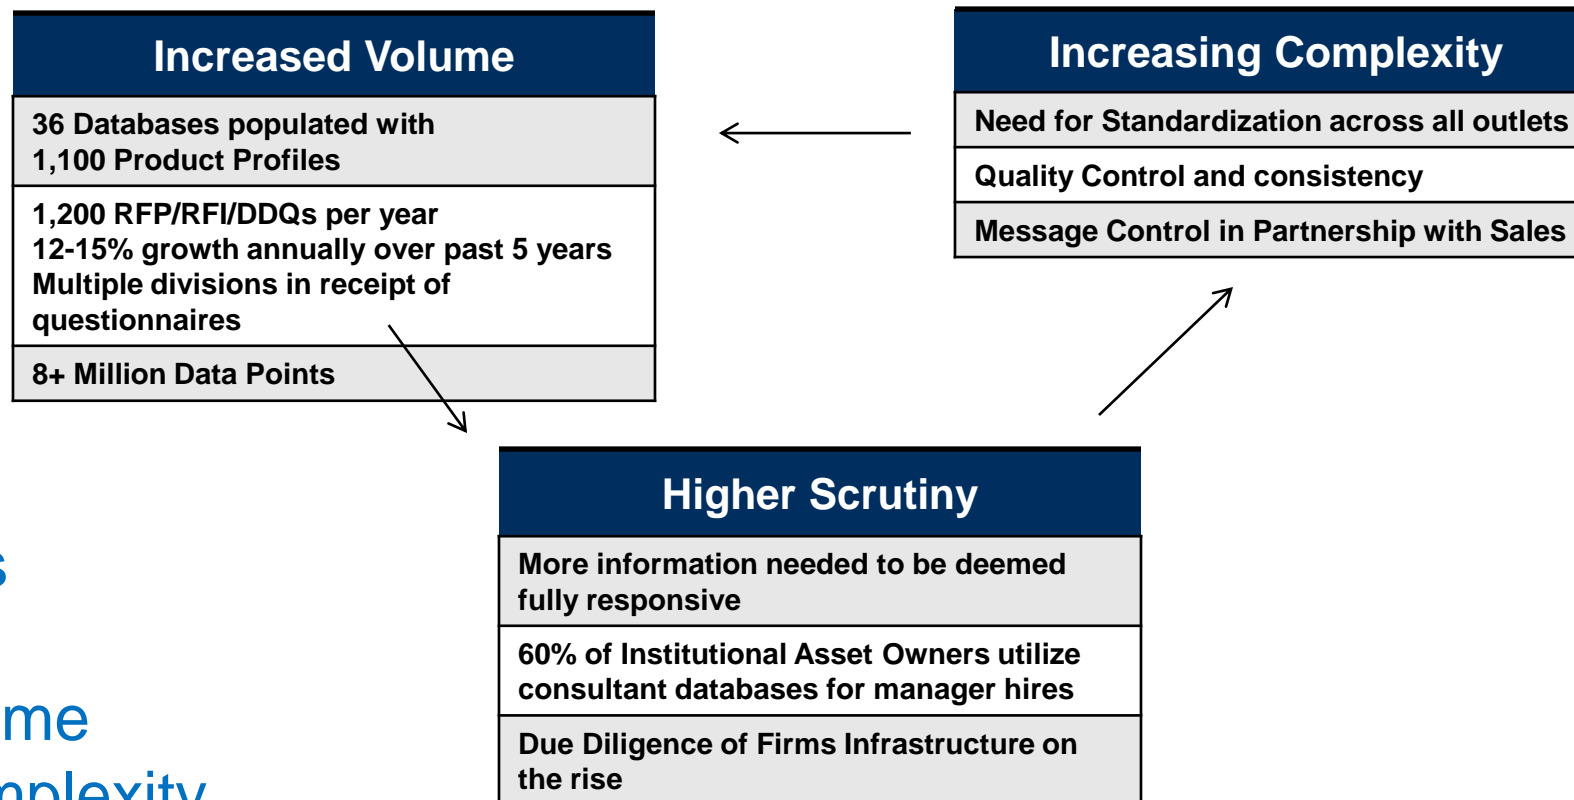 Increased Volume
36 Databases populated with
1,100 Product Profiles
1,200 RFP/RFI/DDQs per year
12-15% growth annually over past 5 years
Multiple divisions in receipt of
questionnaires
8+ Million Data Points
Increasing Complexity
Need for Standardization across all outlets
Quality Control and consistency
Message Control in Partnership with Sales
Higher Scrutiny
More information needed to be deemed
fully responsive
60% of Institutional Asset Owners utilize
consultant databases for manager hires
Due Diligence of Firms Infrastructure on
the rise